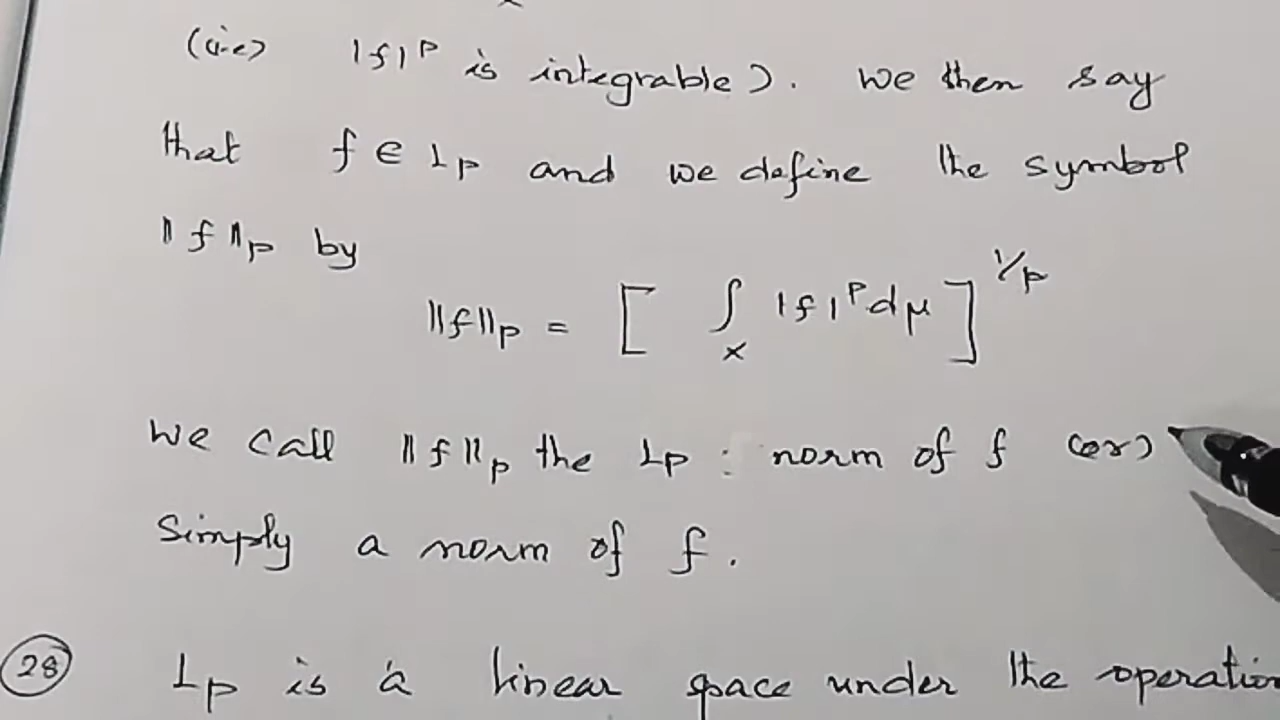 (i.e) |f|^p is integrable). We then say
that f ∈ Lp and we define the symbol
‖f‖p by
‖f‖p = [ ∫_X |f|^p dμ ]^1/p
We call ‖f‖p the Lp : norm of f (or)
Simply a norm of f.
28 Lp is a linear space under the operation